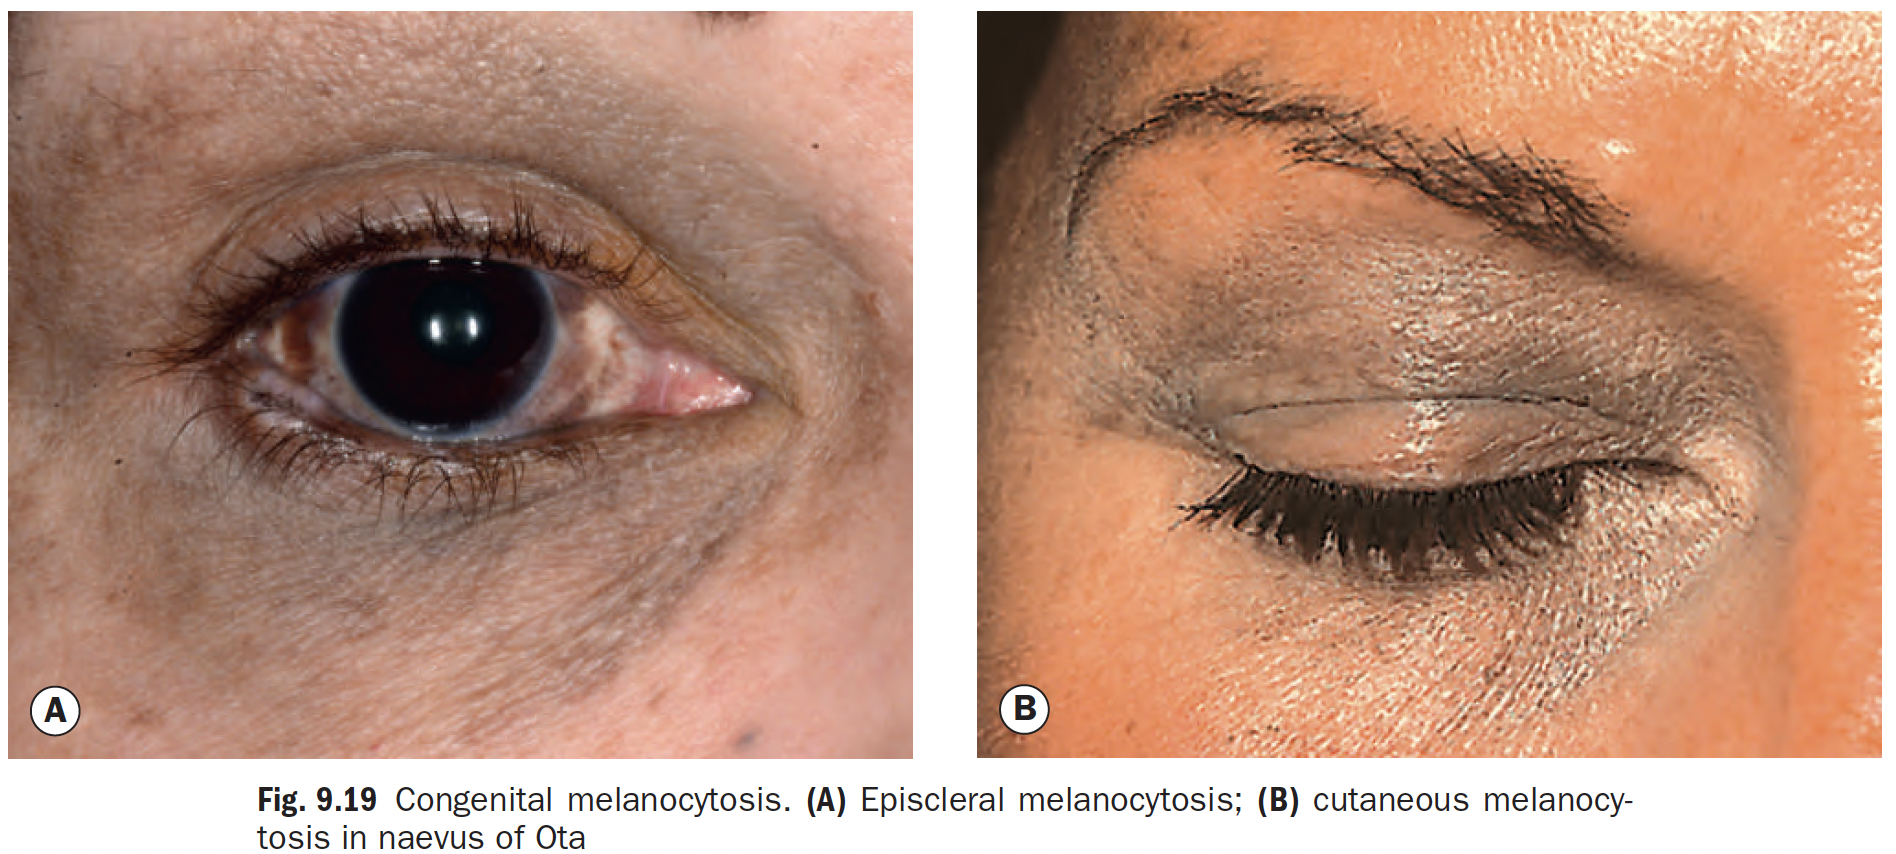 A
B
Fig. 9.19 Congenital melanocytosis. (A) Episcleral melanocytosis; (B) cutaneous melanocy-
tosis in naevus of Ota